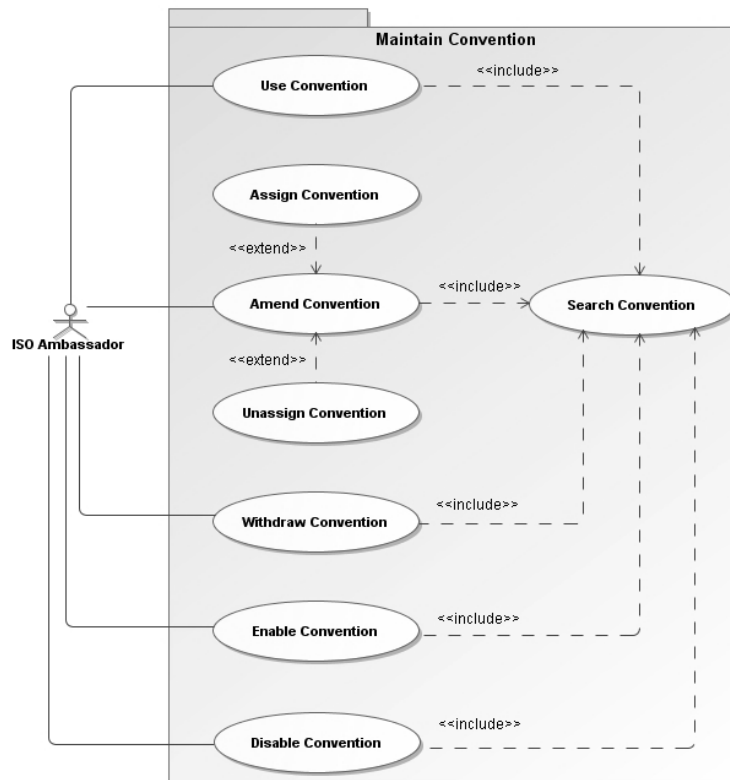 Maintain Convention
Use Convention
<<include>>
Assign Convention
<<extend>>
Amend Convention
<<include>>
Search Convention
ISO Ambassador
<<extend>>
Unassign Convention
Withdraw Convention
<<include>>
Enable Convention
<<include>>
Disable Convention
<<include>>